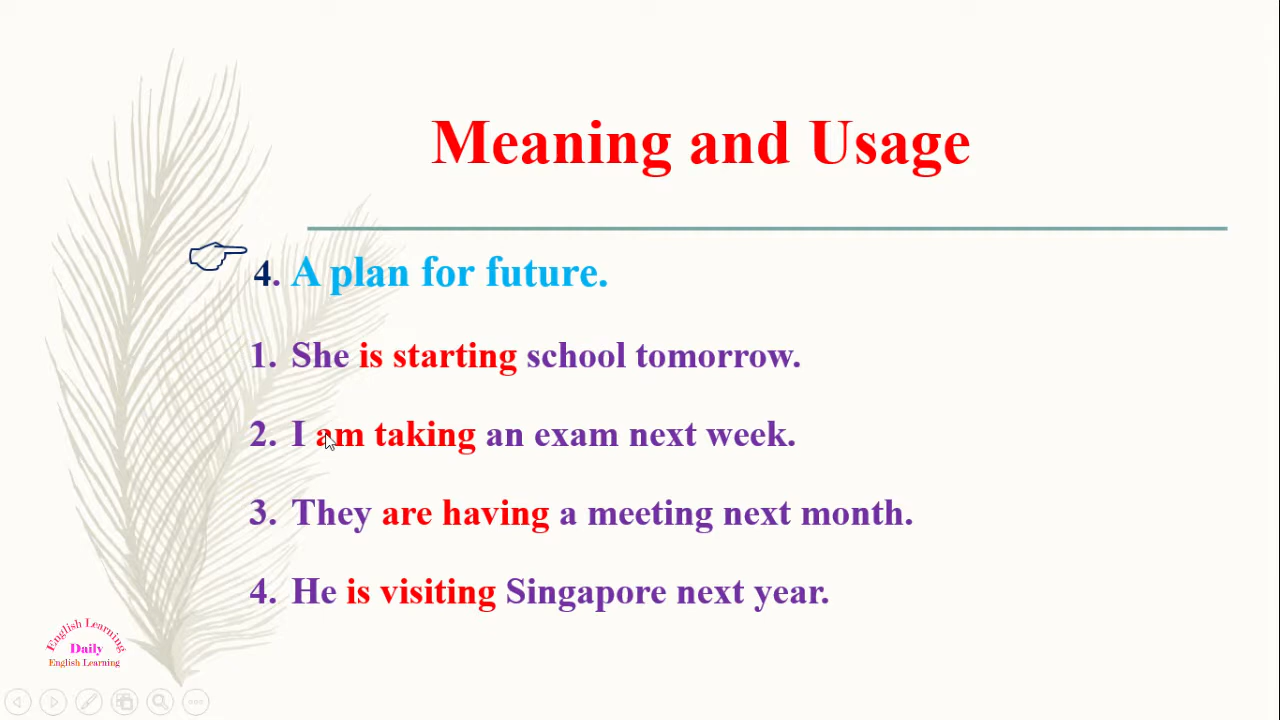 Meaning and Usage
4. A plan for future.
1. She is starting school tomorrow.
2. I am taking an exam next week.
3. They are having a meeting next month.
4. He is visiting Singapore next year.
English Learning
Daily
English Learning